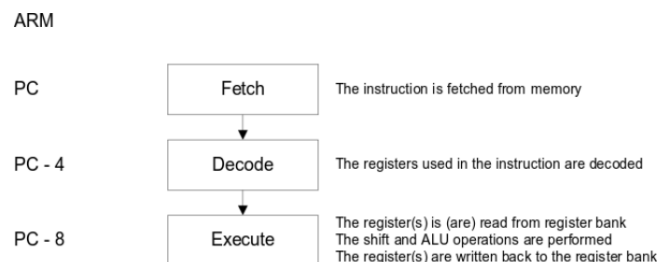 ARM
PC
Fetch
The instruction is fetched from memory
PC - 4
Decode
The registers used in the instruction are decoded
PC - 8
Execute
The register(s) is (are) read from register bank
The shift and ALU operations are performed
The register(s) are written back to the register bank